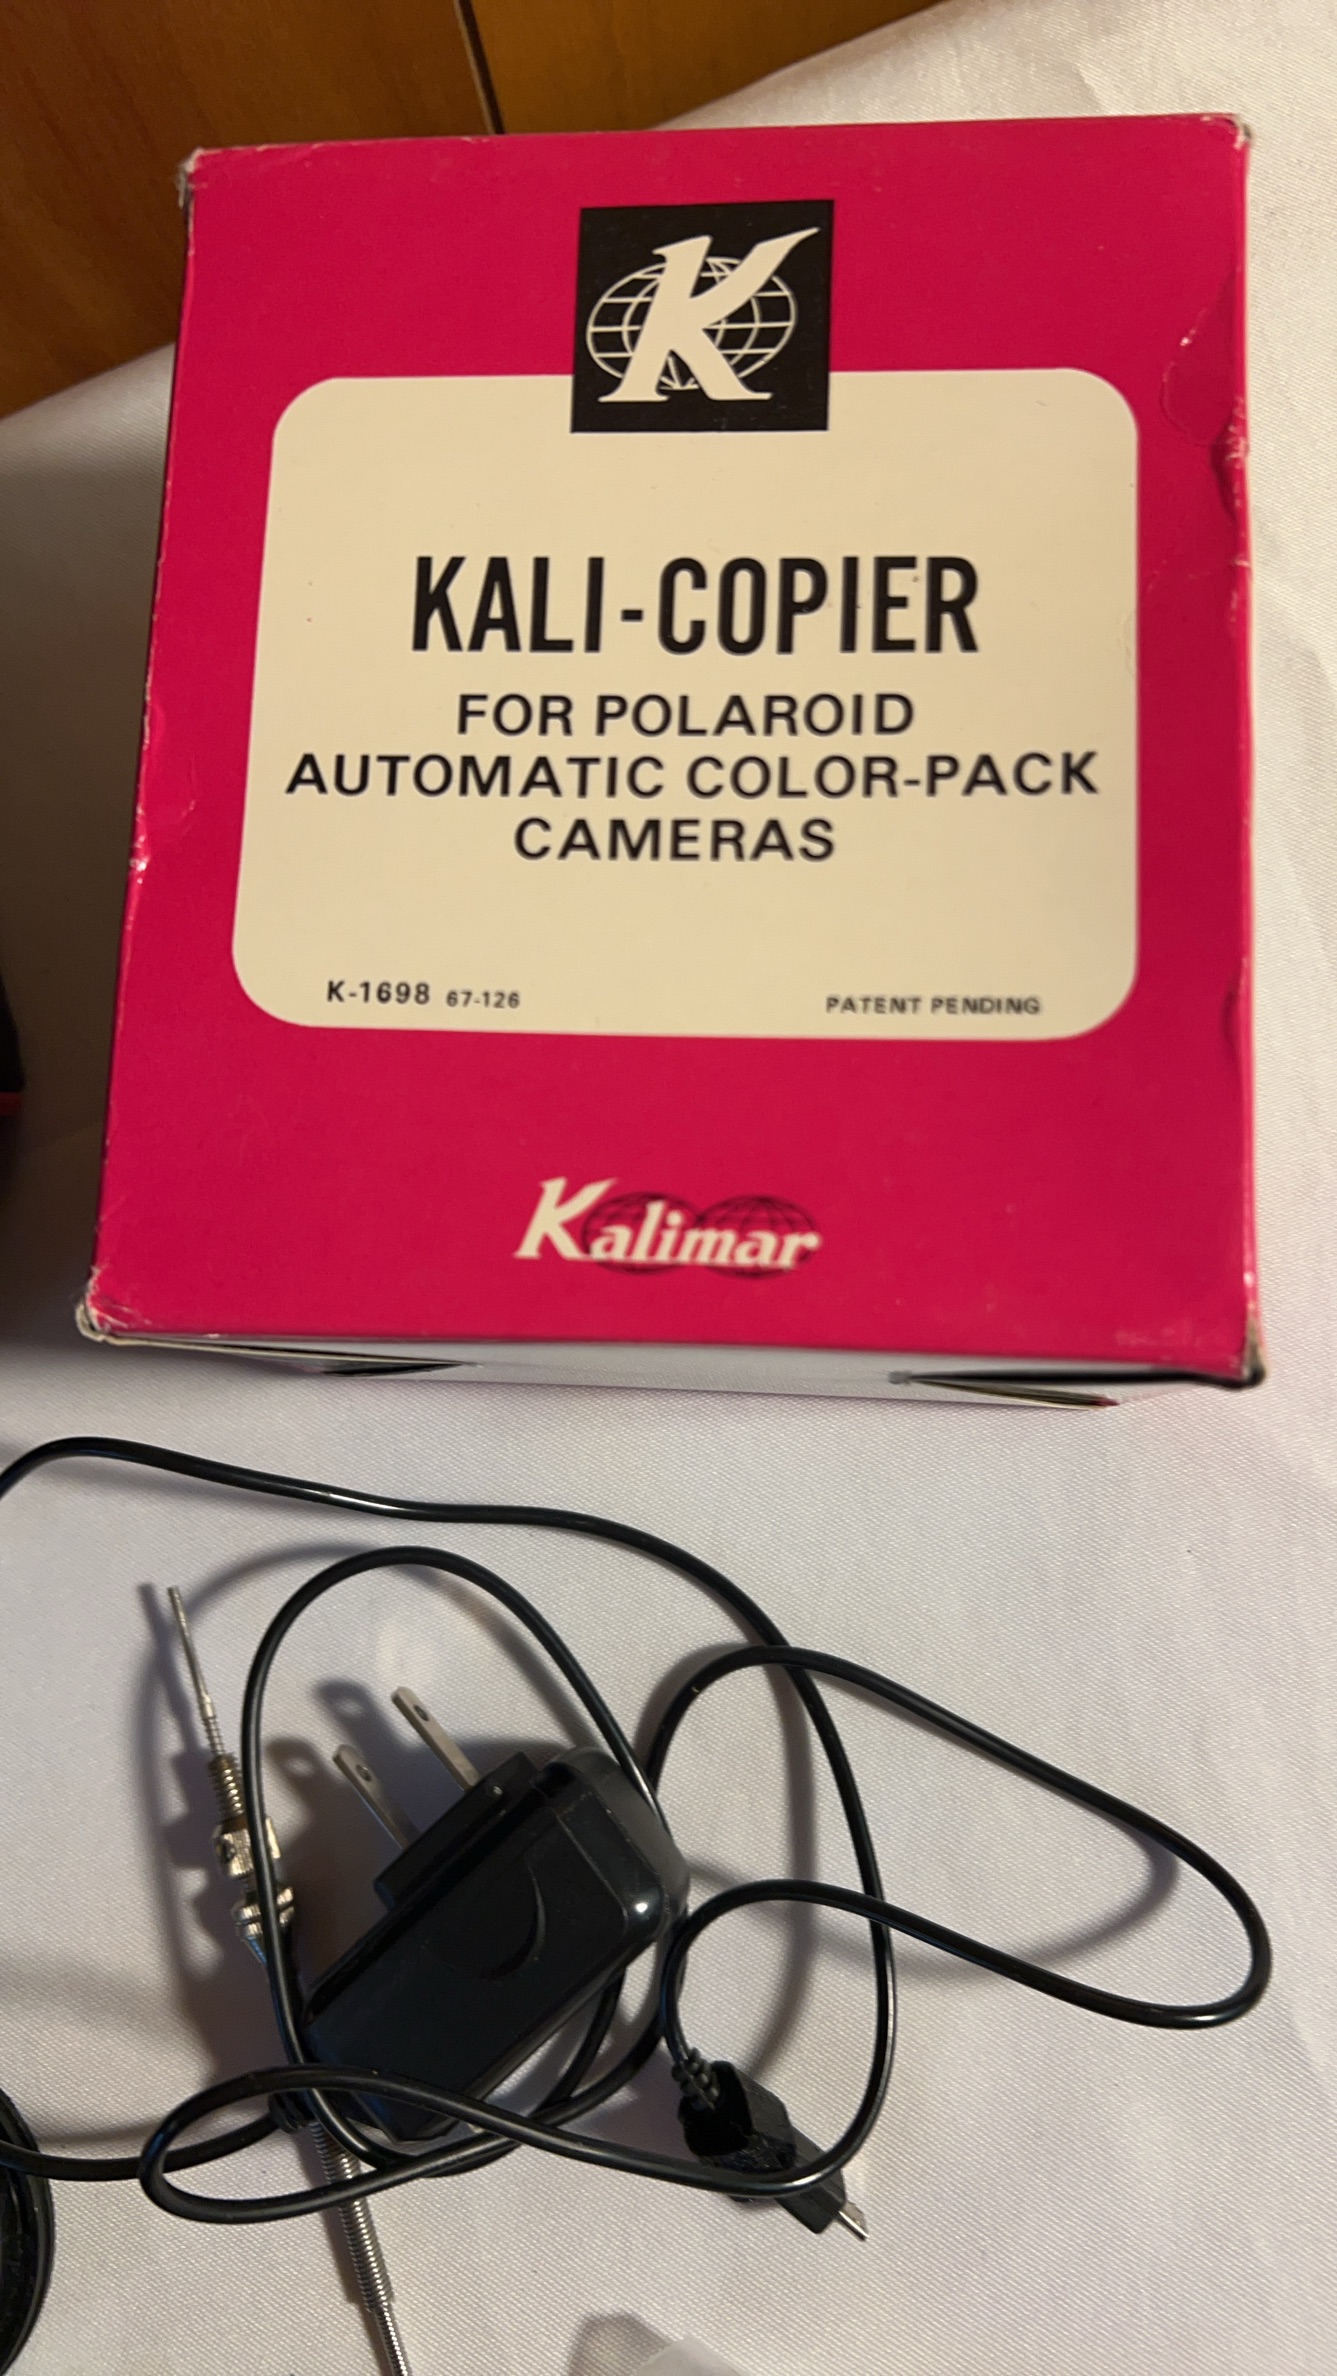 K
KALI-COPIER
FOR POLAROID
AUTOMATIC COLOR-PACK
CAMERAS
K-1698 67-126
PATENT PENDING
Kalimar